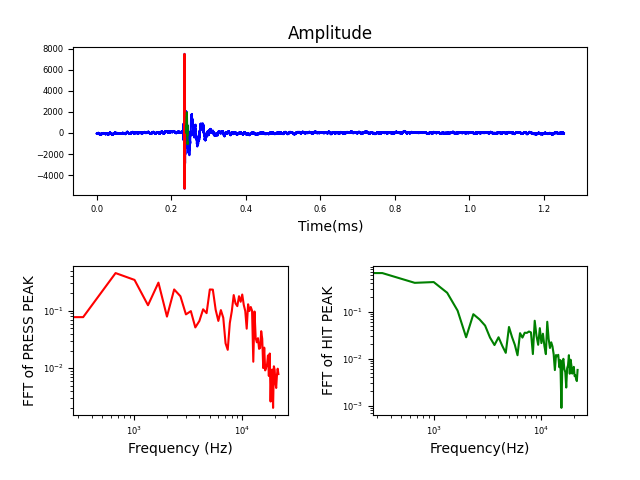 Amplitude
8000
6000
4000
2000
0
−2000
−4000
0.0 0.2 0.4 0.6 0.8 1.0 1.2
Time(ms)
FFT of PRESS PEAK
10⁻¹
10⁻²
10³ 10⁴
Frequency (Hz)
FFT of HIT PEAK
10⁻¹
10⁻²
10⁻³
10³ 10⁴
Frequency(Hz)